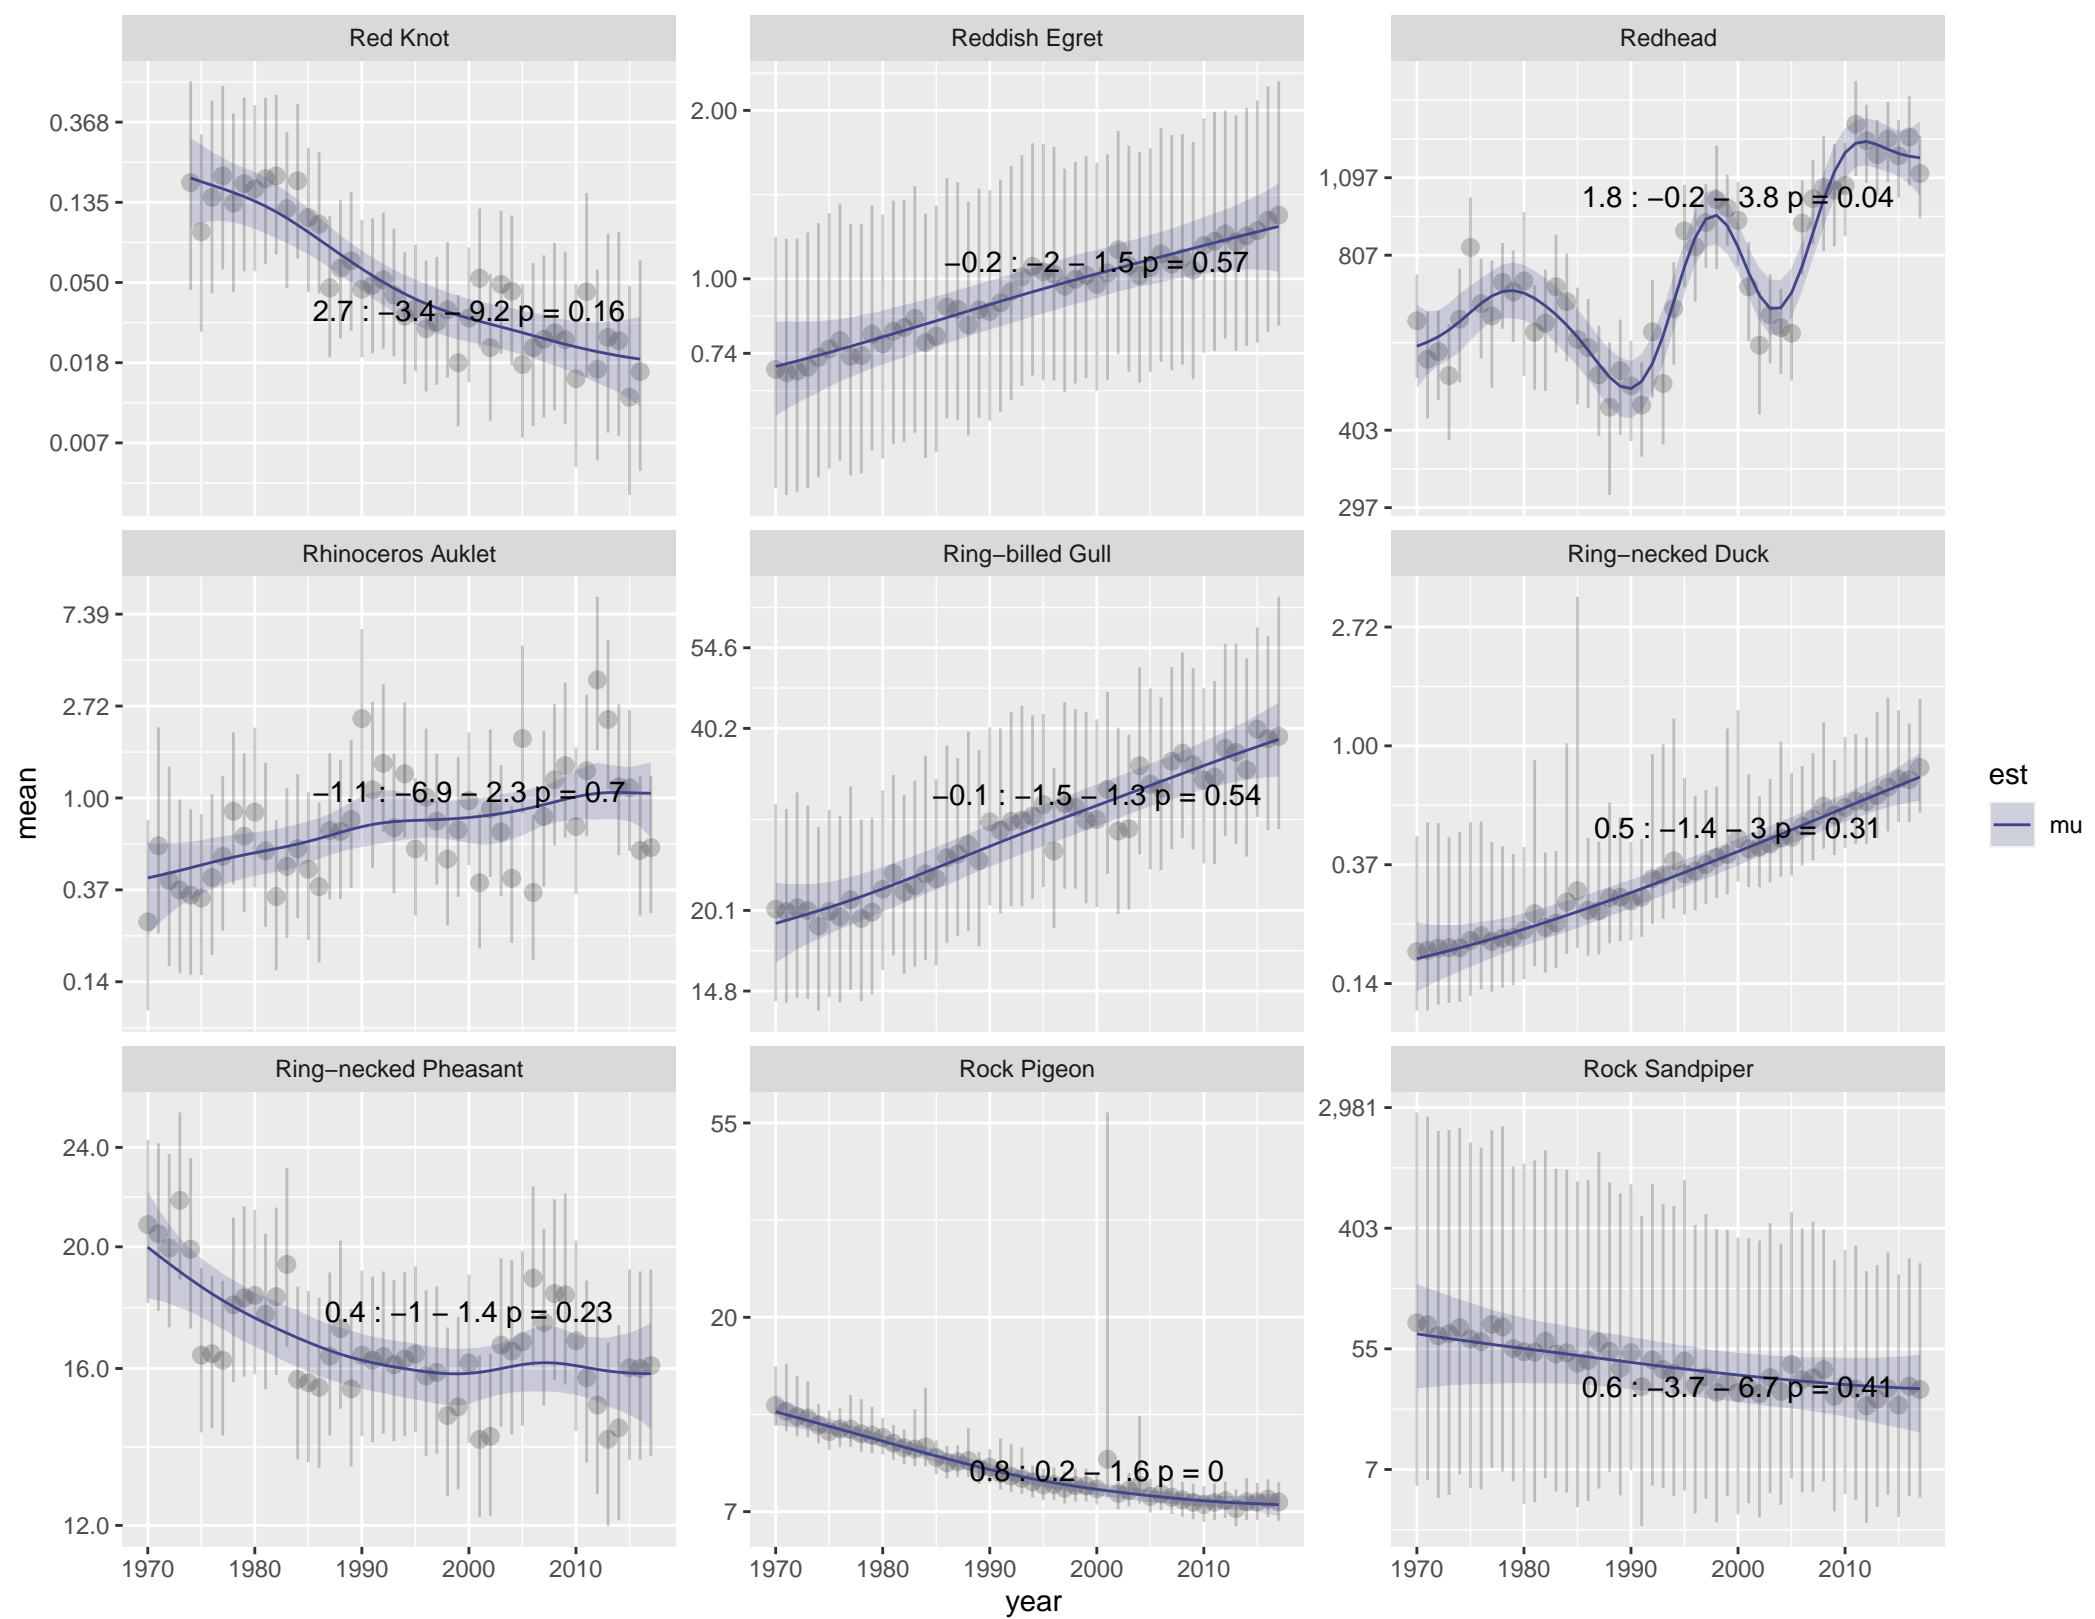 Red Knot
Reddish Egret
Redhead
0.368
0.135
0.050
0.018
0.007
2.7 : −3.4 − 9.2 p = 0.16
2.00
1.00
0.74
−0.2 : −2 − 1.5 p = 0.57
1,097
807
403
297
1.8 : −0.2 − 3.8 p = 0.04
Rhinoceros Auklet
Ring−billed Gull
Ring−necked Duck
7.39
2.72
1.00
0.37
0.14
−1.1 : −6.9 − 2.3 p = 0.7
54.6
40.2
20.1
14.8
−0.1 : −1.5 − 1.3 p = 0.54
2.72
1.00
0.37
0.14
0.5 : −1.4 − 3 p = 0.31
Ring−necked Pheasant
Rock Pigeon
Rock Sandpiper
24.0
20.0
16.0
12.0
0.4 : −1 − 1.4 p = 0.23
55
20
7
0.8 : 0.2 − 1.6 p = 0
2,981
403
55
7
0.6 : −3.7 − 6.7 p = 0.41
1970 1980 1990 2000 2010
1970 1980 1990 2000 2010
1970 1980 1990 2000 2010
year
mean
est
mu